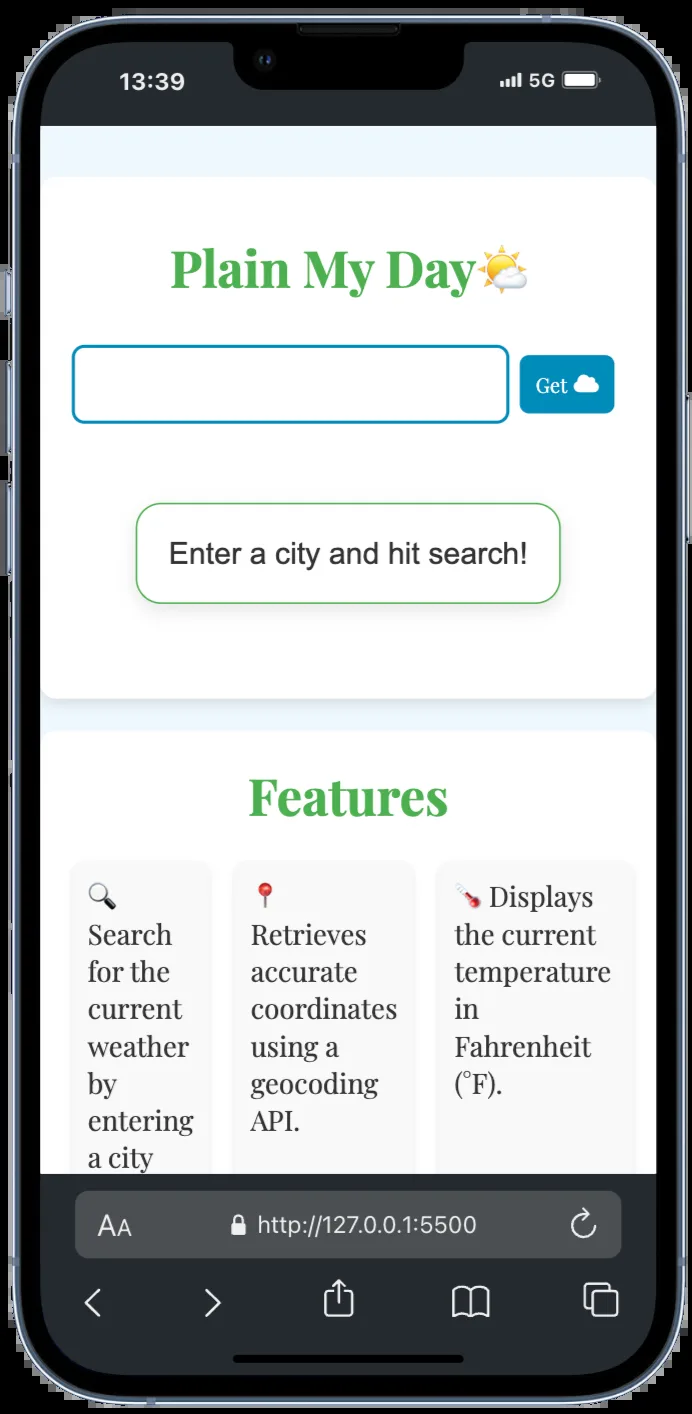 13:39 5G
Plain My Day🌤️
Get
Enter a city and hit search!
Features
🔍
Search
for the
current
weather
by
entering
a city
📍
Retrieves
accurate
coordinates
using a
geocoding
API.
🌡️ Displays
the current
temperature
in
Fahrenheit
(°F).
AA http://127.0.0.1:5500